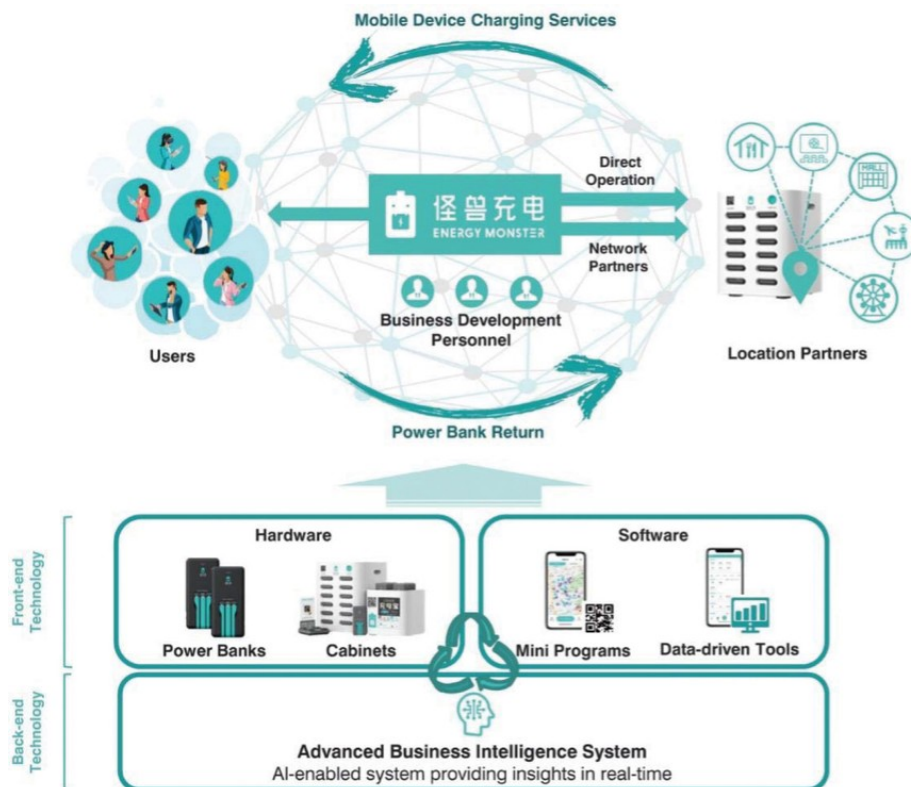 Mobile Device Charging Services
Direct
Operation
怪兽充电
ENERGY MONSTER
Network
Partners
MALL
Business Development
Personnel
Users
Location Partners
Power Bank Return
Front-end
Technology
Hardware
Software
Power Banks
Cabinets
Mini Programs
Data-driven Tools
Back-end
Technology
Advanced Business Intelligence System
AI-enabled system providing insights in real-time